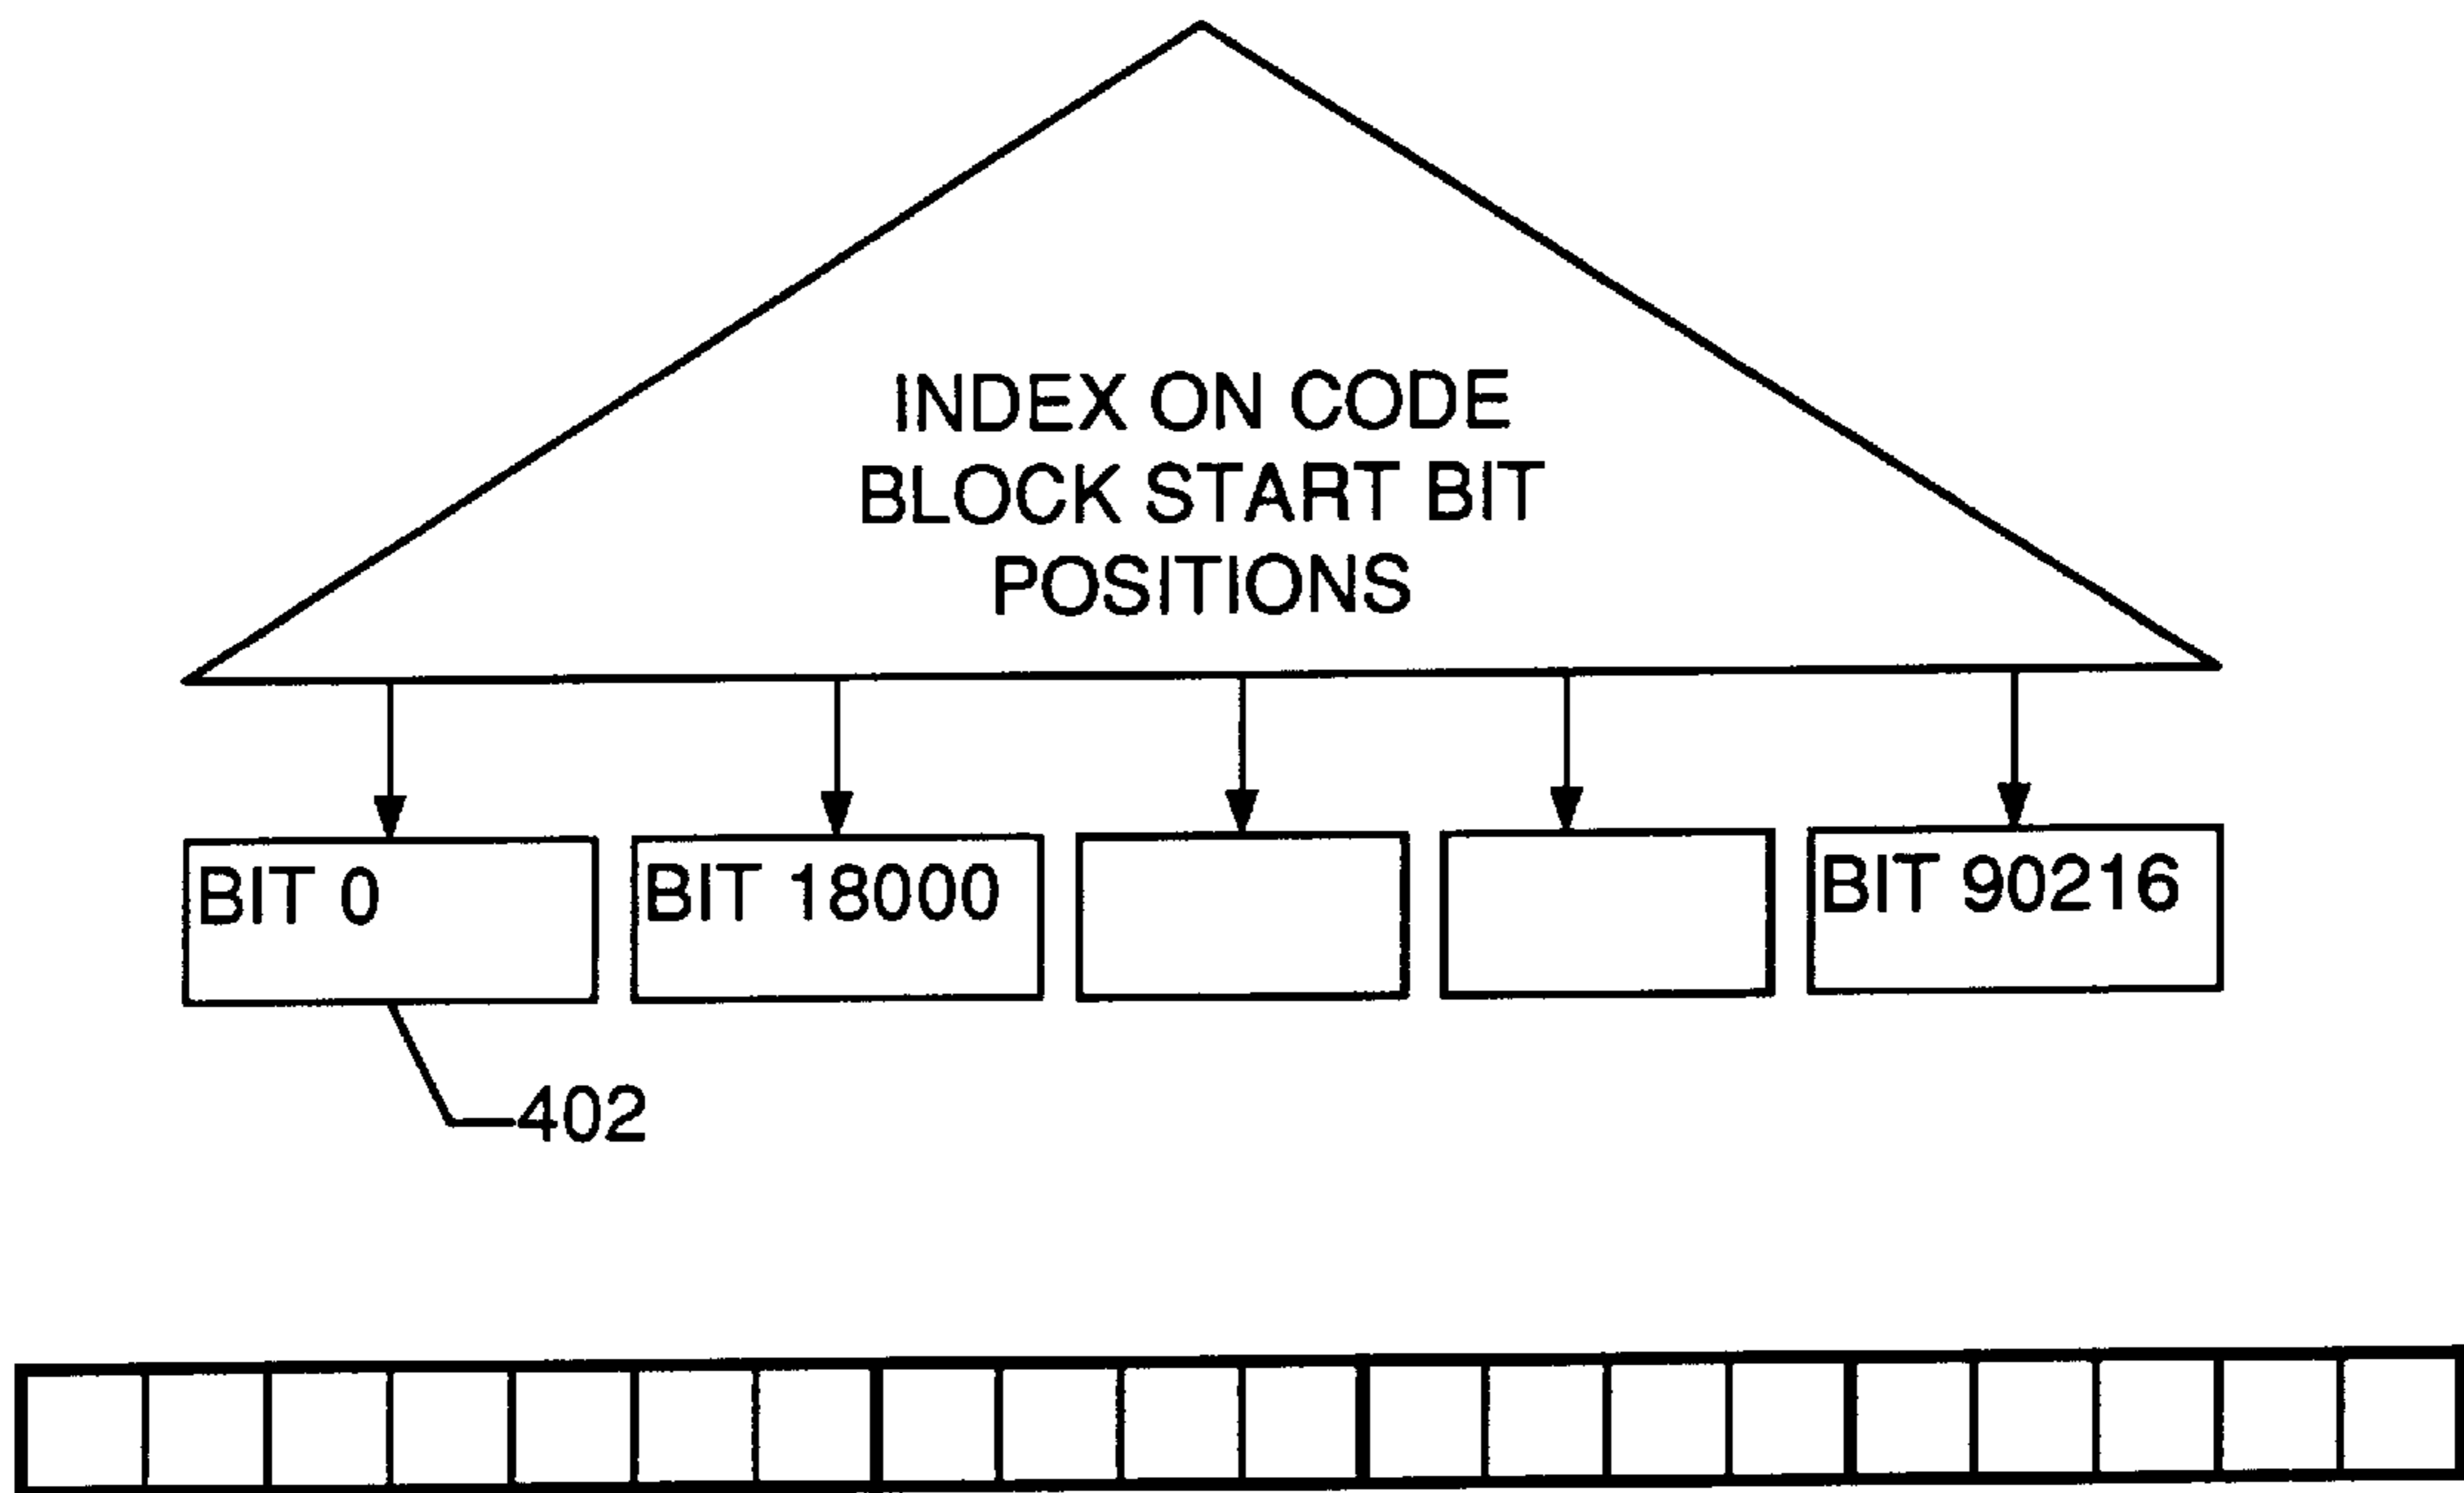 INDEX ON CODE
BLOCK START BIT
POSITIONS
BIT 0
BIT 18000
BIT 90216
402